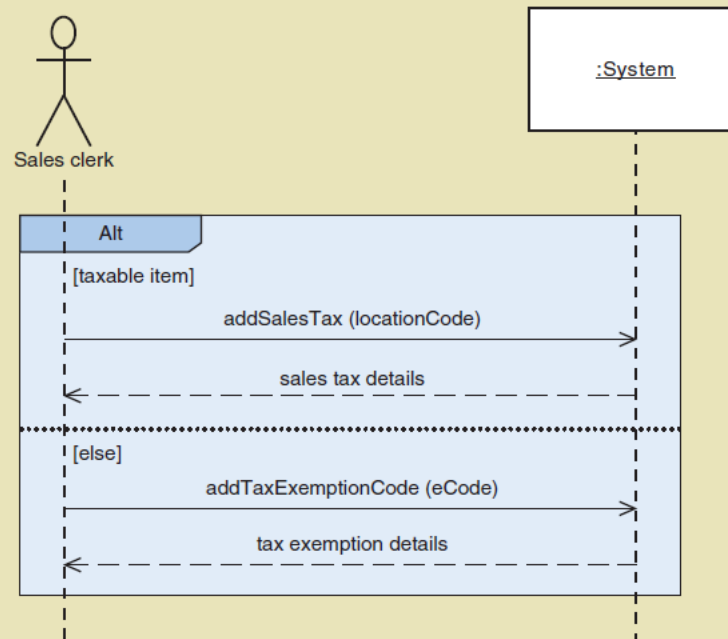 :System
Sales clerk
Alt
[taxable item]
addSalesTax (locationCode)
sales tax details
[else]
addTaxExemptionCode (eCode)
tax exemption details